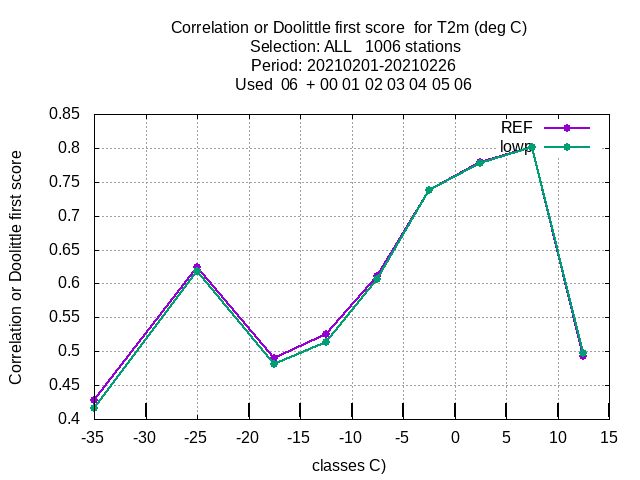 Correlation or Doolittle first score  for T2m (deg C)
Selection: ALL   1006 stations
Period: 20210201-20210226
Used  06  + 00 01 02 03 04 05 06
Correlation or Doolittle first score
0.85
0.8
0.75
0.7
0.65
0.6
0.55
0.5
0.45
0.4
REF
lowp
-35 -30 -25 -20 -15 -10 -5 0 5 10 15
classes C)